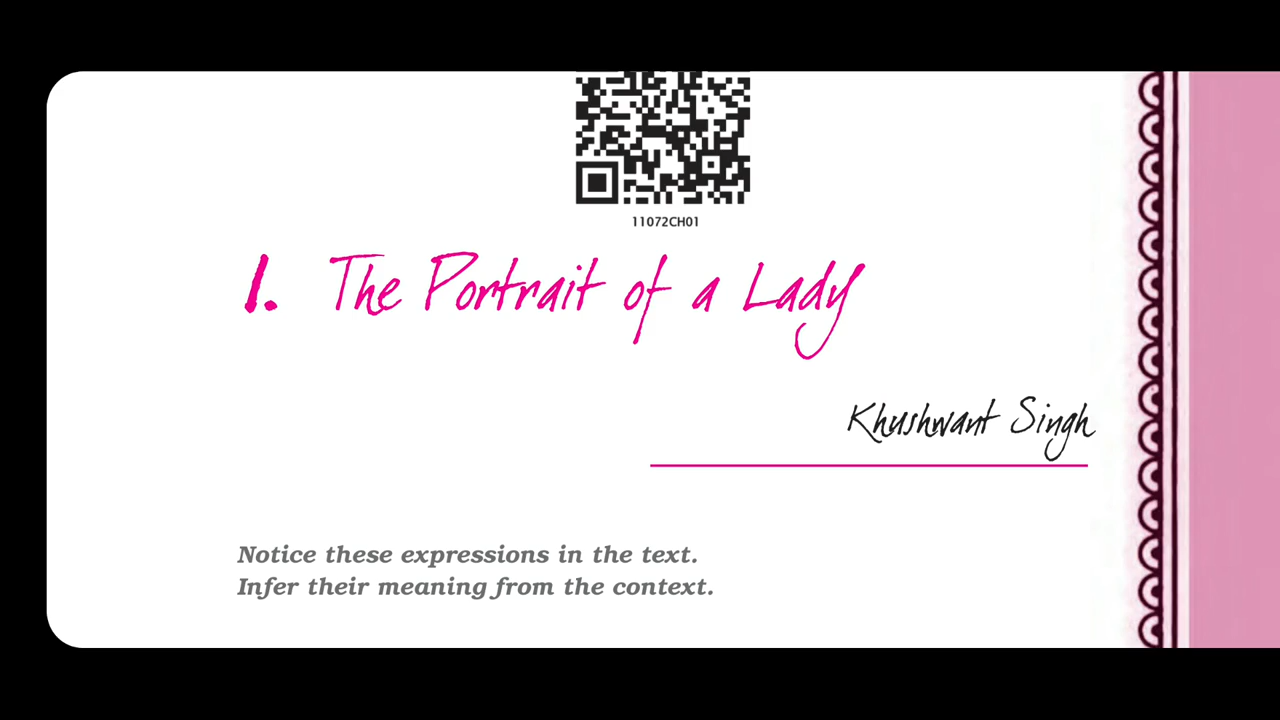 11072CH01
1. The Portrait of a Lady
Khushwant Singh
Notice these expressions in the text.
Infer their meaning from the context.